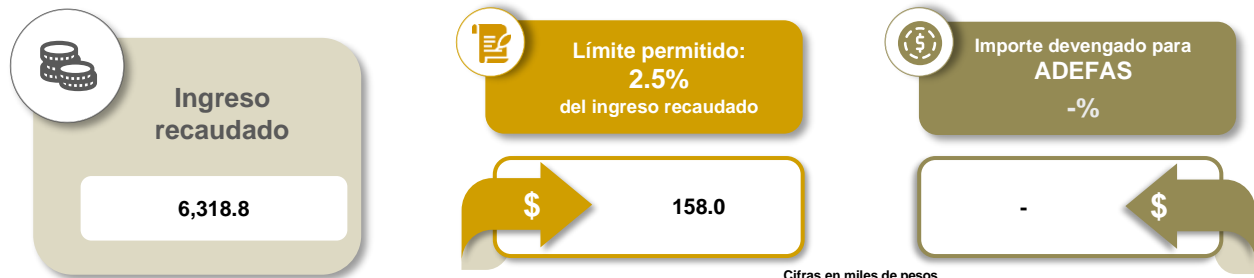 Ingreso
recaudado
6,318.8
Límite permitido:
2.5%
del ingreso recaudado
$ 158.0
Importe devengado para
ADEFAS
-%
- $
Cifras en miles de pesos